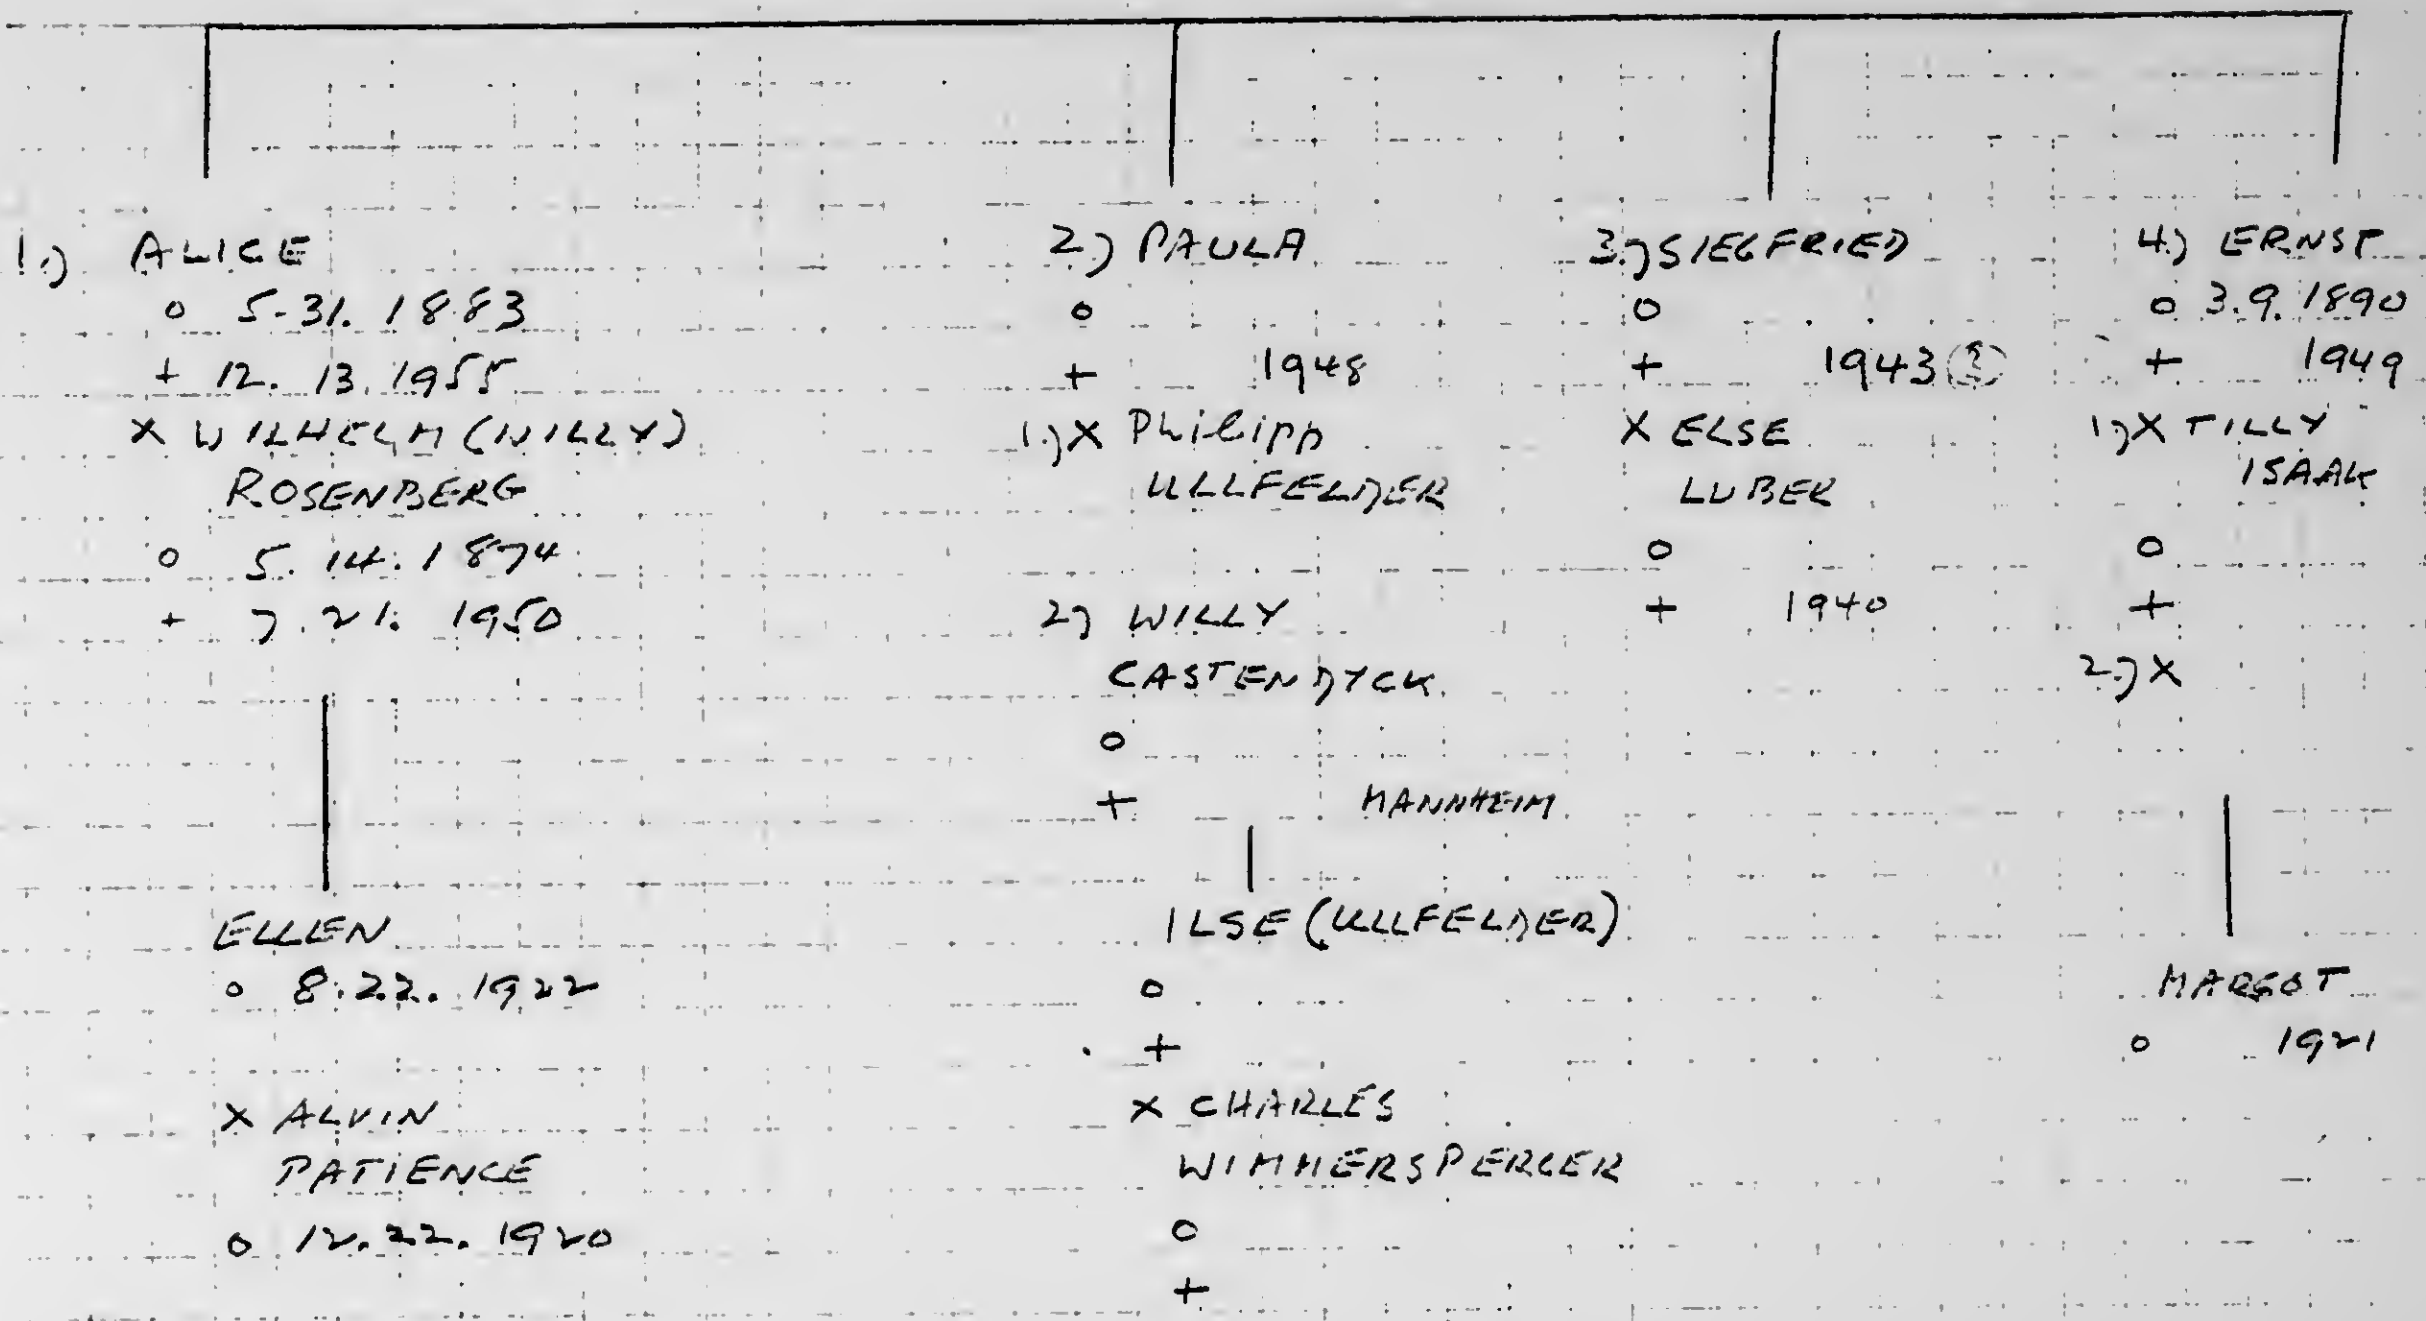 1.) ALICE
o 5-31. 1883
+ 12. 13. 1955
X WILHELM (WILLY)
ROSENBERG
o 5. 14. 1874
+ 7. 21. 1950
ELLEN
o 8. 22. 1922
X ALVIN
PATIENCE
o 12. 22. 1920
2.) PAULA
o
+ 1948
1.) X Philipp
ULLFELDER
2.) WILLY
CASTENDYCK
o
+ MANNHEIM
ILSE (ULLFELDER)
o
+
X CHARLES
WIMMERSPERGER
o
+
3.) SIEGFRIED
o
+ 1943 (?)
X ELSE
LUBER
o
+ 1940
4.) ERNST
o 3. 9. 1890
+ 1949
1.) X TILLY
ISAAK
o
+
2.) X
MARGOT
o 1921